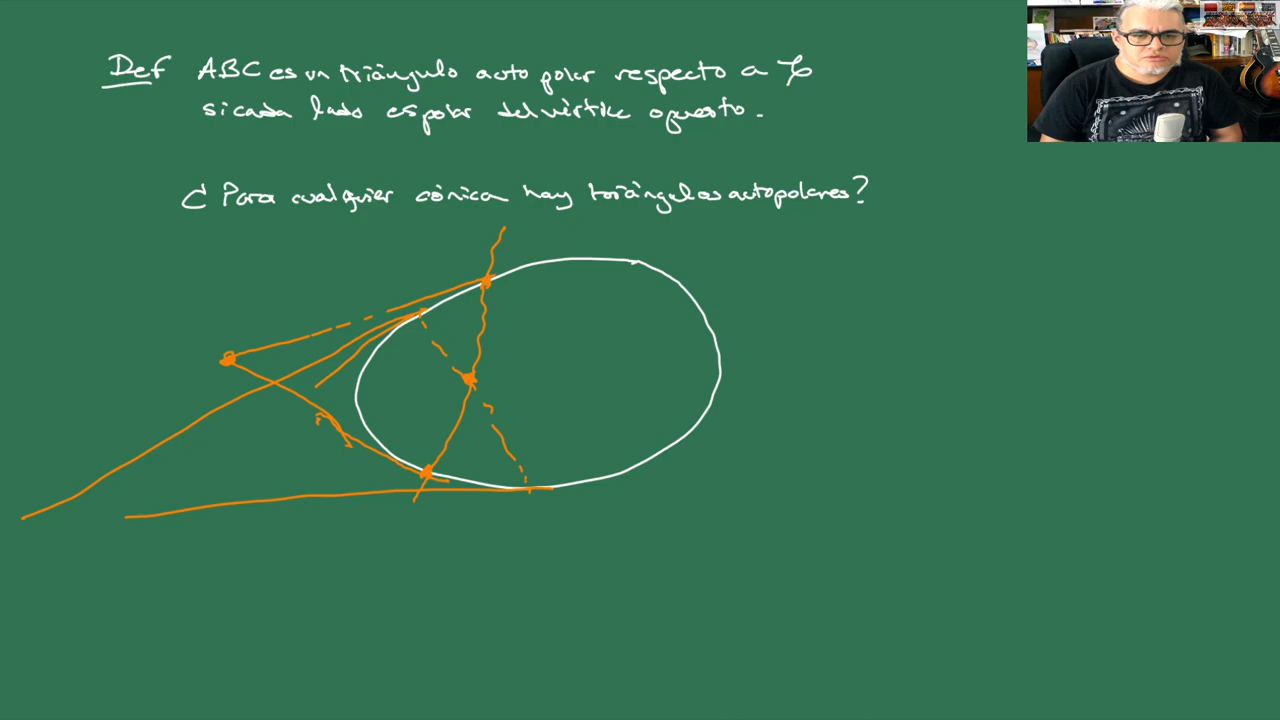 Def ABC es un triángulo auto polar respecto a 𝒞
si cada lado es polar del vértice opuesto.
¿ Para cualquier cónica hay triángulos autopolares?